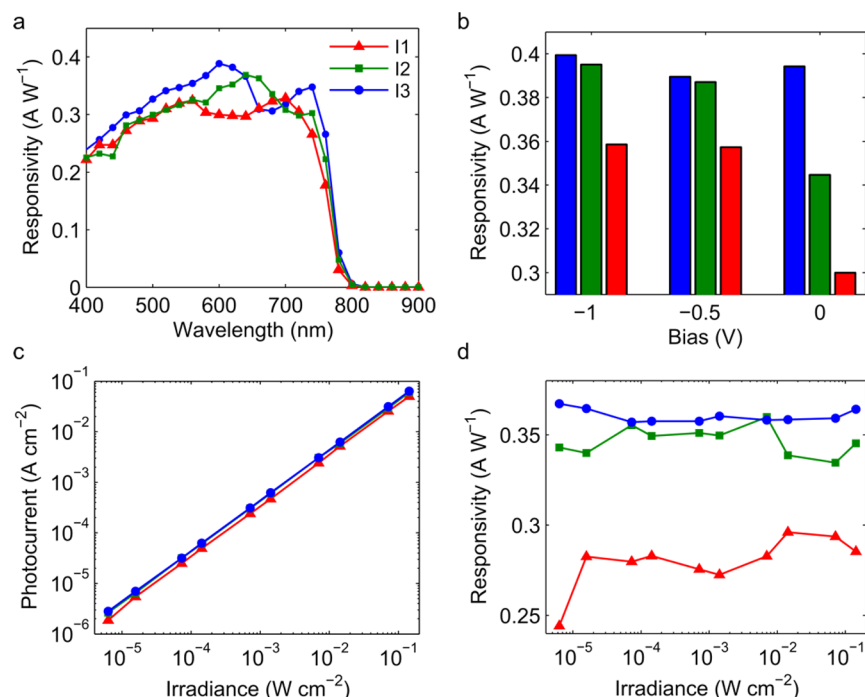 a
Responsivity (A W⁻¹)
0.4
0.3
0.2
0.1
0
400 500 600 700 800 900
Wavelength (nm)
I1
I2
I3
b
Responsivity (A W⁻¹)
0.4
0.38
0.36
0.34
0.32
0.3
−1 −0.5 0
Bias (V)
c
Photocurrent (A cm⁻²)
10⁻¹
10⁻²
10⁻³
10⁻⁴
10⁻⁵
10⁻⁶
10⁻⁵ 10⁻⁴ 10⁻³ 10⁻² 10⁻¹
Irradiance (W cm⁻²)
d
Responsivity (A W⁻¹)
0.35
0.3
0.25
10⁻⁵ 10⁻⁴ 10⁻³ 10⁻² 10⁻¹
Irradiance (W cm⁻²)